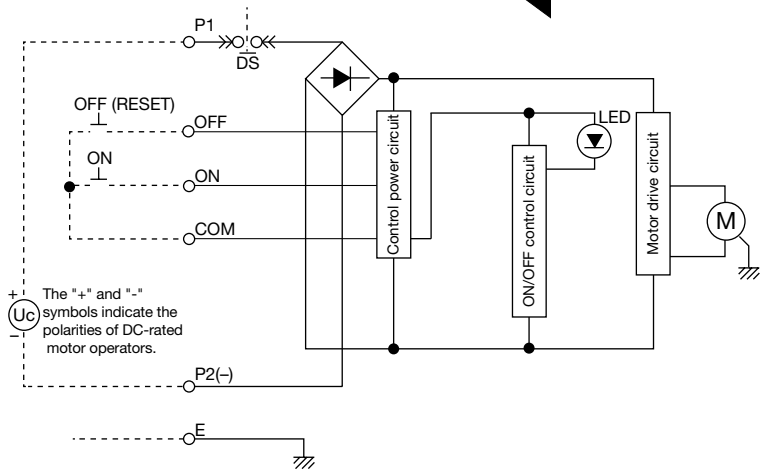 P1
DS
OFF (RESET)
OFF
ON
ON
COM
Control power circuit
ON/OFF control circuit
LED
Motor drive circuit
M
+
Uc
–
The "+" and "-"
symbols indicate the
polarities of DC-rated
motor operators.
P2(–)
E